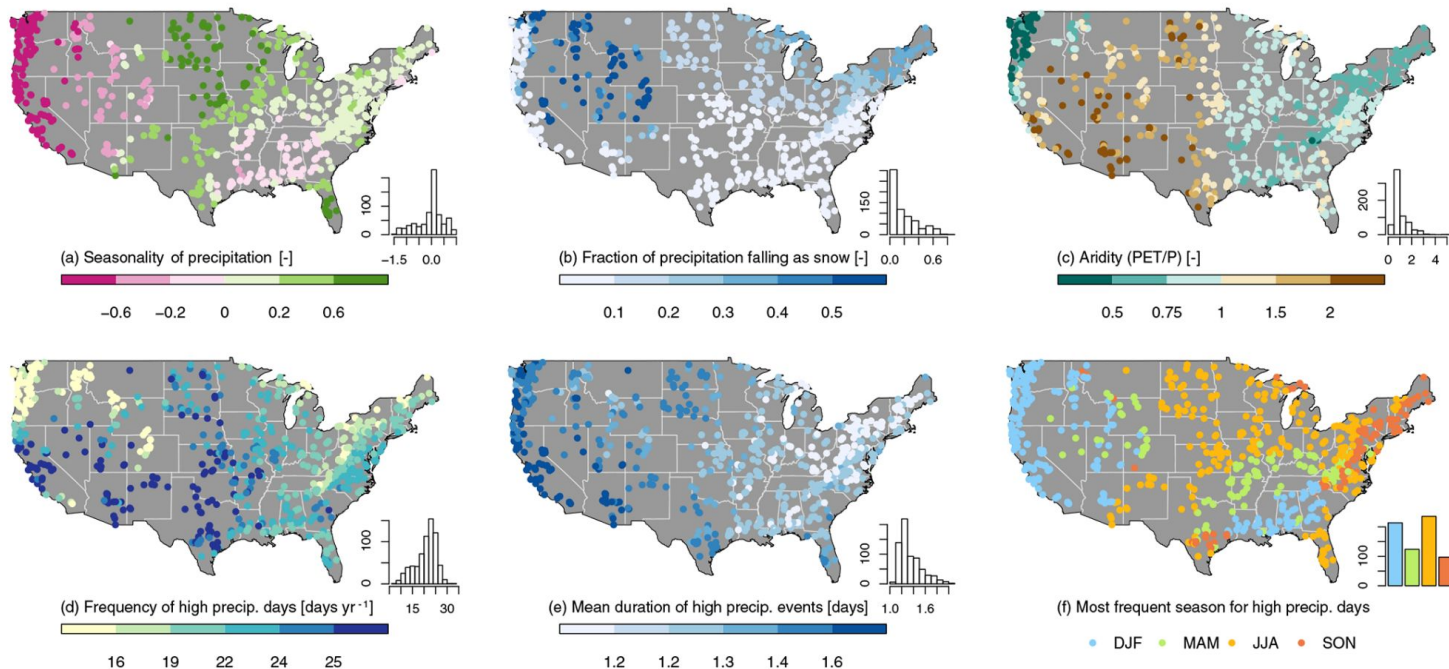 100
0
−1.5 0.0
(a) Seasonality of precipitation [-]
−0.6 −0.2 0 0.2 0.6
150
0
0.0 0.6
(b) Fraction of precipitation falling as snow [-]
0.1 0.2 0.3 0.4 0.5
200
0
0 2 4
(c) Aridity (PET/P) [-]
0.5 0.75 1 1.5 2
100
0
15 30
(d) Frequency of high precip. days [days yr⁻¹]
16 19 22 24 25
100
0
1.0 1.6
(e) Mean duration of high precip. events [days]
1.2 1.2 1.3 1.4 1.6
100
0
(f) Most frequent season for high precip. days
DJF MAM JJA SON